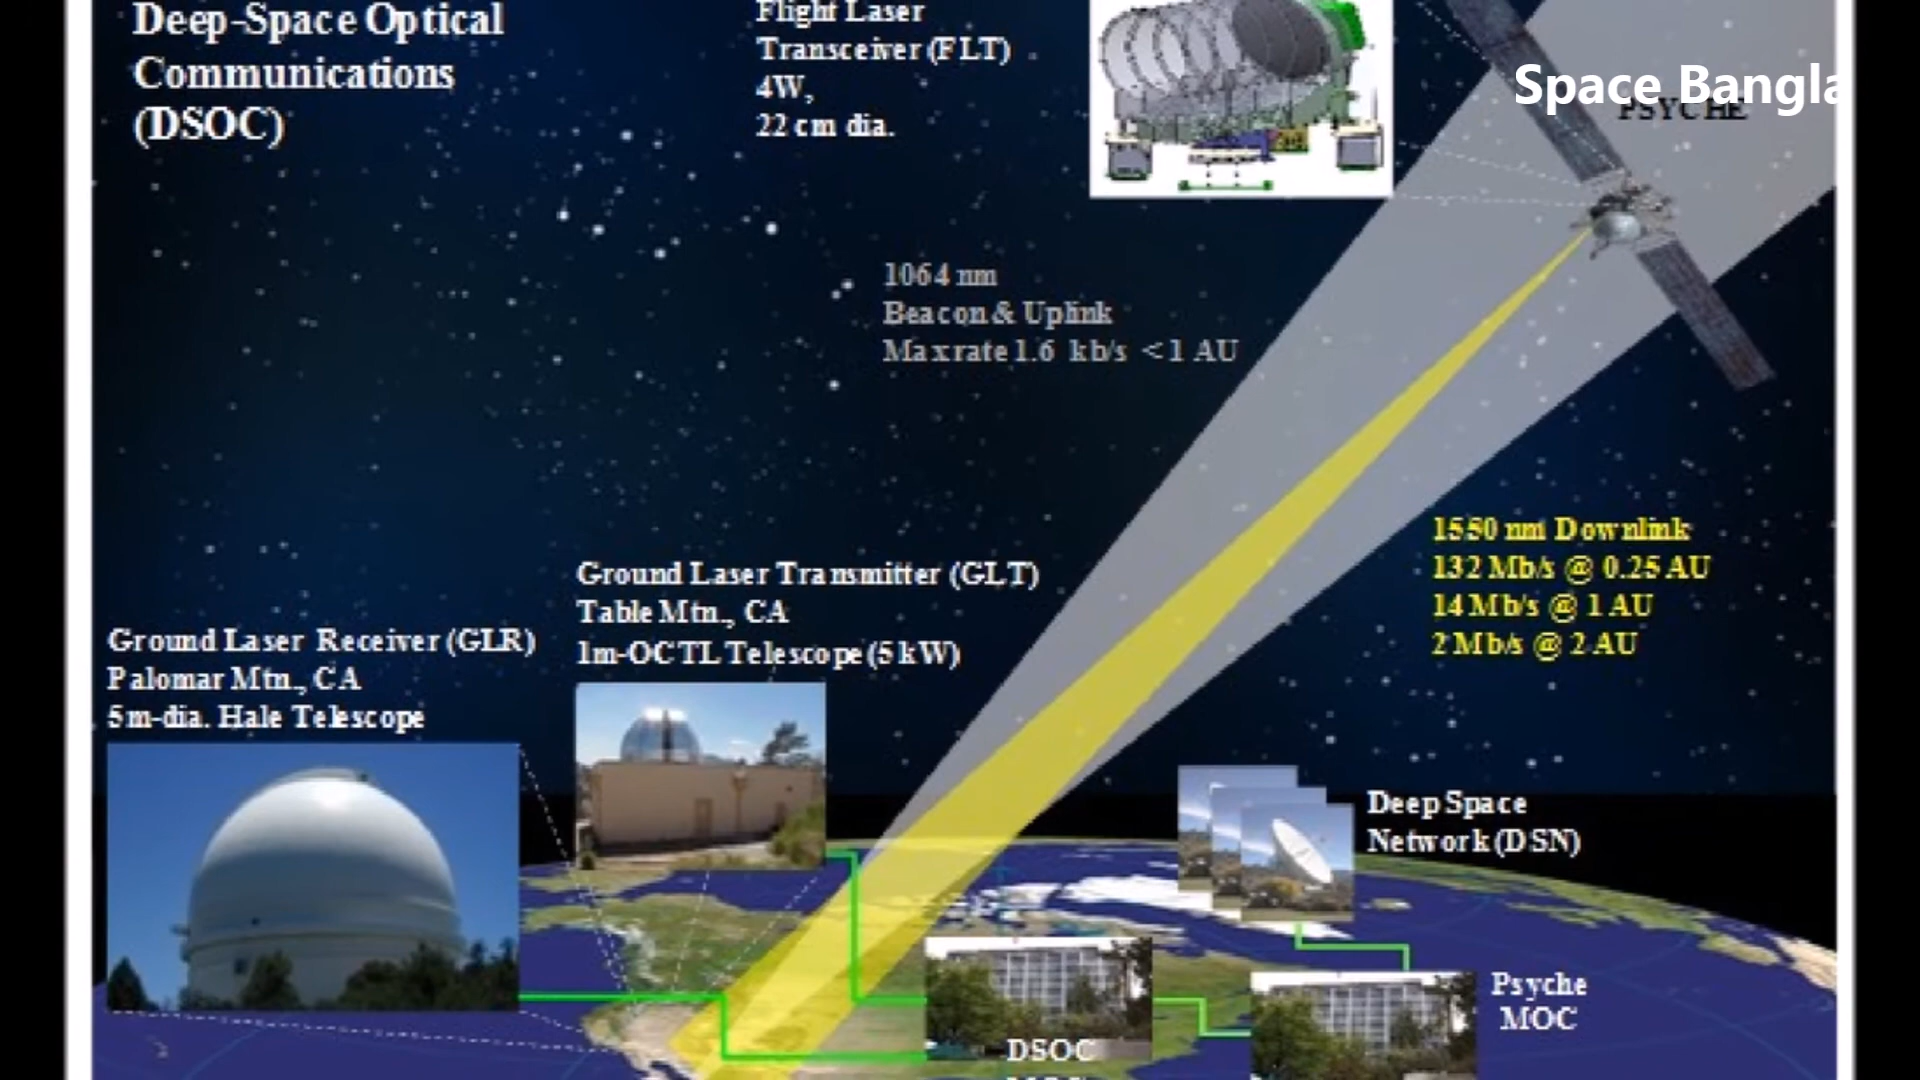 Deep-Space Optical
Communications
(DSOC)
Flight Laser
Transceiver (FLT)
4W,
22 cm dia.
Space Bangla
PSYCHE
1064 nm
Beacon & Uplink
Max rate 1.6 kb/s <1 AU
1550 nm Downlink
132 Mb/s @ 0.25 AU
14 Mb/s @ 1 AU
2 Mb/s @ 2 AU
Ground Laser Transmitter (GLT)
Table Mtn., CA
1m-OCTL Telescope (5 kW)
Ground Laser Receiver (GLR)
Palomar Mtn., CA
5m-dia. Hale Telescope
Deep Space
Network (DSN)
Psyche
MOC
DSOC